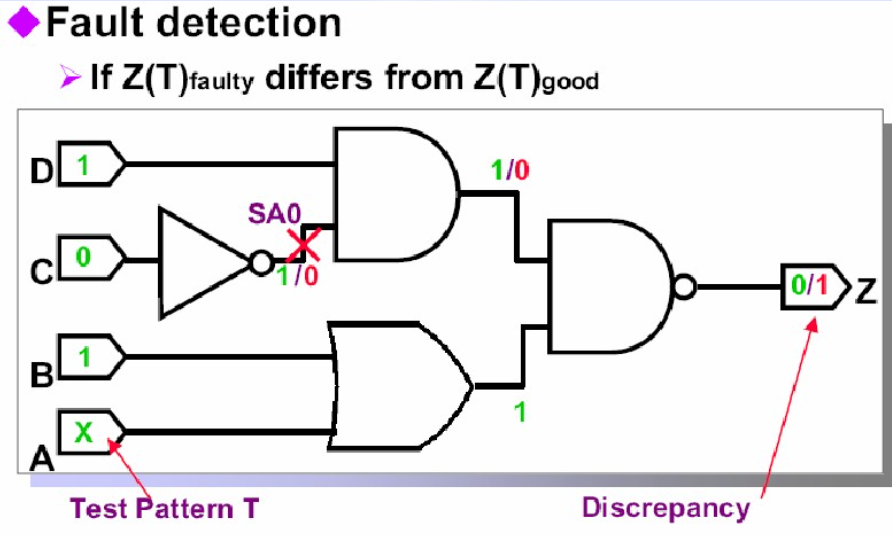 Fault detection
If Z(T)faulty differs from Z(T)good
D 1
1/0
SA0
C 0
1/0
0/1 Z
B 1
1
A X
Test Pattern T
Discrepancy